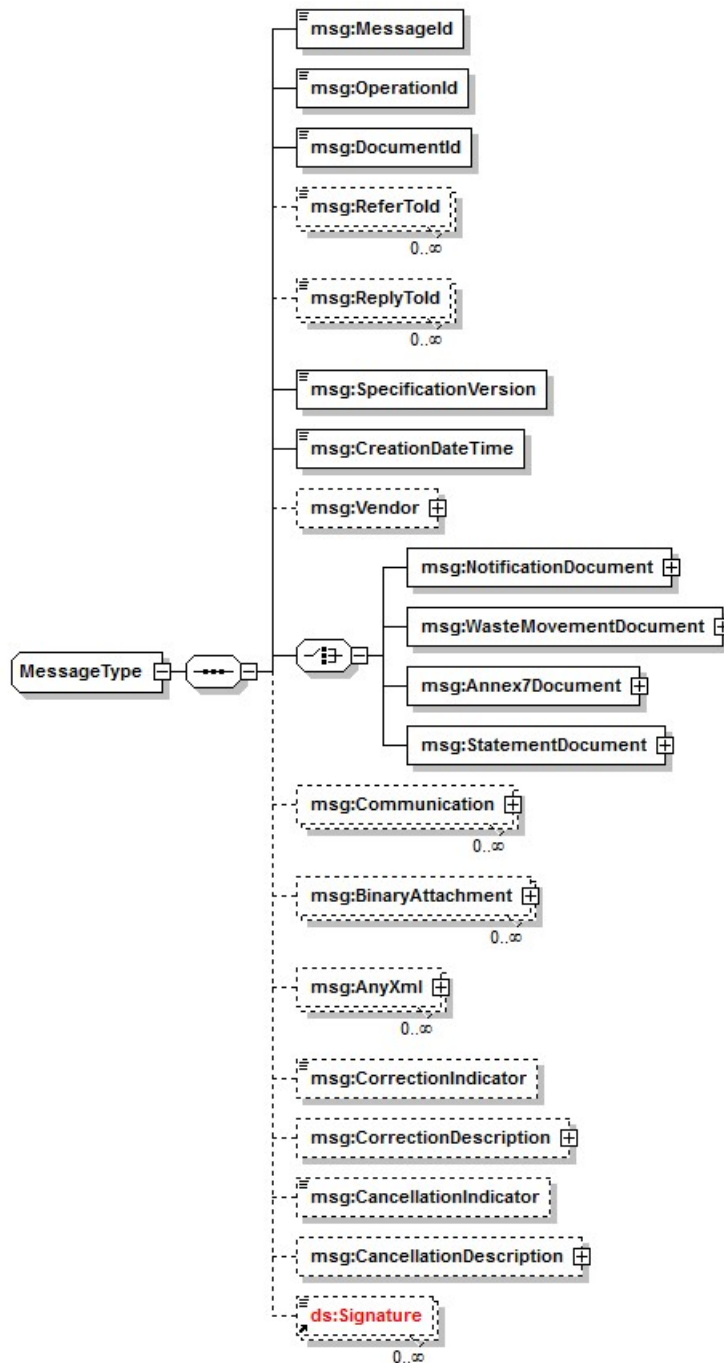 msg:MessageId
msg:OperationId
msg:DocumentId
msg:ReferToId
0..∞
msg:ReplyToId
0..∞
msg:SpecificationVersion
msg:CreationDateTime
msg:Vendor
msg:NotificationDocument
msg:WasteMovementDocument
MessageType
msg:Annex7Document
msg:StatementDocument
msg:Communication
0..∞
msg:BinaryAttachment
0..∞
msg:AnyXml
0..∞
msg:CorrectionIndicator
msg:CorrectionDescription
msg:CancellationIndicator
msg:CancellationDescription
ds:Signature
0..∞